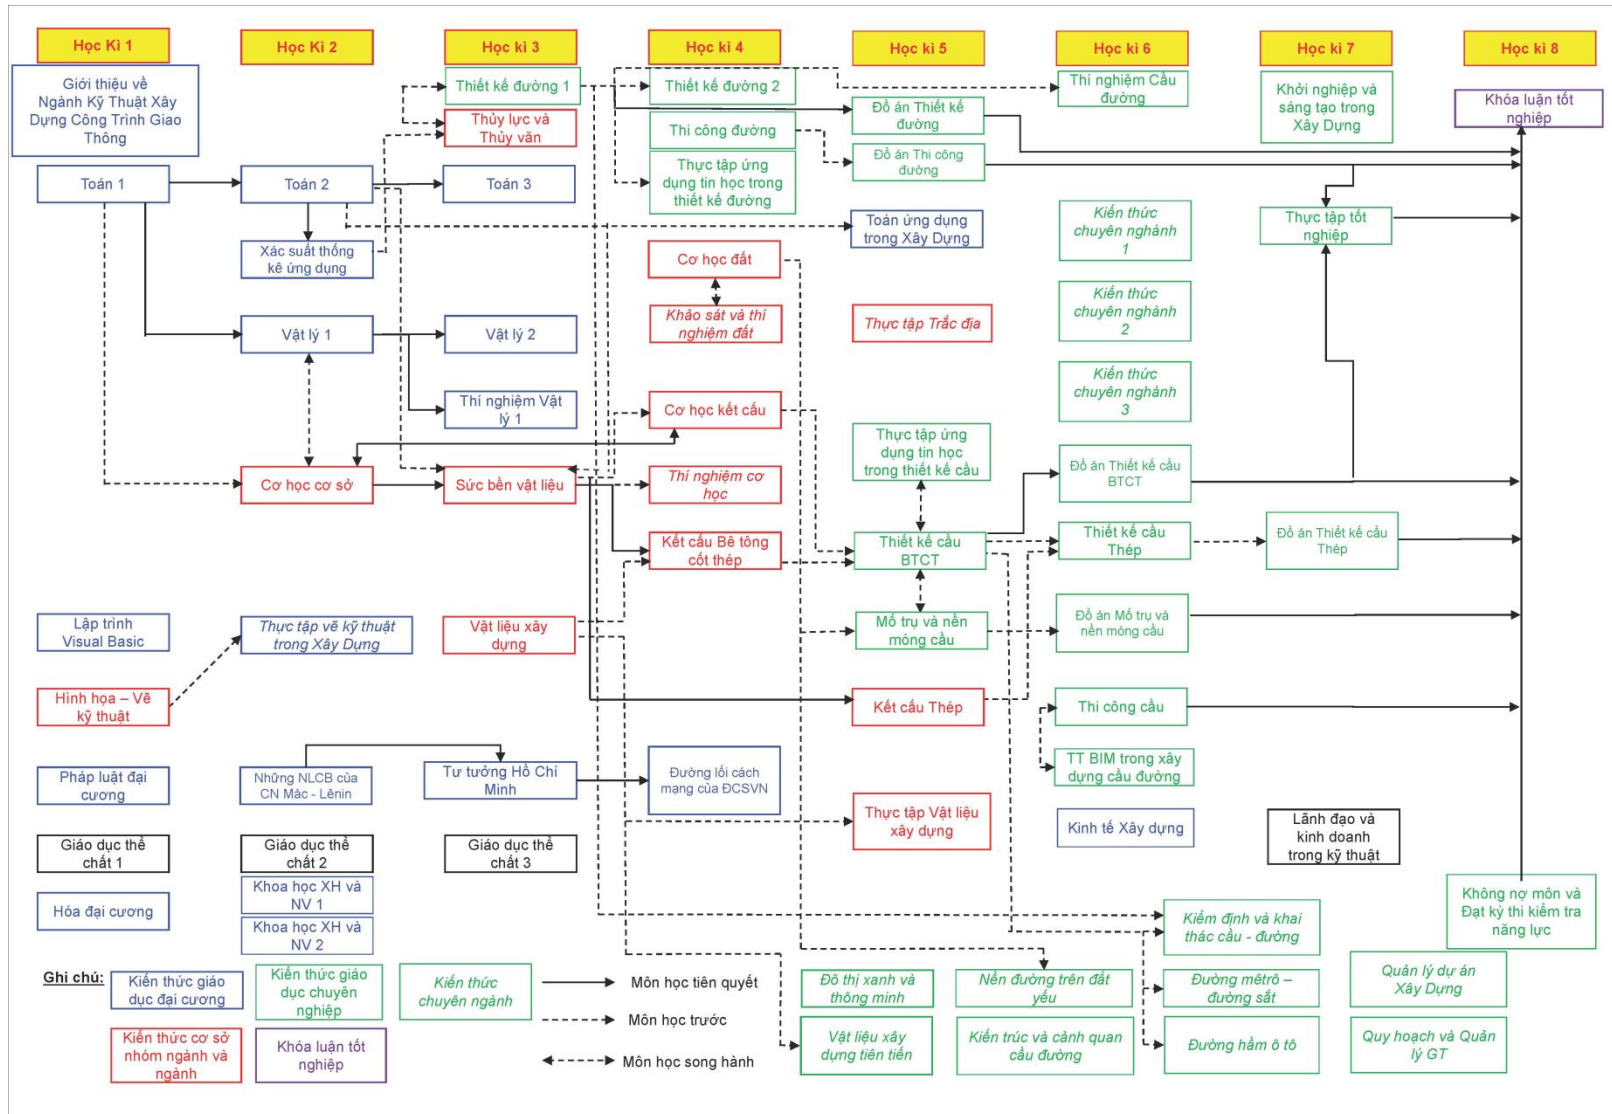 Học Kì 1
Học Kì 2
Học kì 3
Học kì 4
Học kì 5
Học kì 6
Học kì 7
Học kì 8
Giới thiệu về
Ngành Kỹ Thuật Xây
Dựng Công Trình Giao
Thông
Toán 1
Lập trình
Visual Basic
Hình họa – Vẽ
kỹ thuật
Pháp luật đại
cương
Giáo dục thể
chất 1
Hóa đại cương
Toán 2
Xác suất thống
kê ứng dụng
Vật lý 1
Cơ học cơ sở
Thực tập vẽ kỹ thuật
trong Xây Dựng
Những NLCB của
CN Mác - Lênin
Giáo dục thể
chất 2
Khoa học XH và
NV 1
Khoa học XH và
NV 2
Thiết kế đường 1
Thủy lực và
Thủy văn
Toán 3
Vật lý 2
Thí nghiệm Vật
lý 1
Sức bền vật liệu
Vật liệu xây
dựng
Tư tưởng Hồ Chí
Minh
Giáo dục thể
chất 3
Thiết kế đường 2
Thi công đường
Thực tập ứng
dụng tin học trong
thiết kế đường
Cơ học đất
Khảo sát và thí
nghiệm đất
Cơ học kết cấu
Thí nghiệm cơ
học
Kết cấu Bê tông
cốt thép
Đường lối cách
mạng của ĐCSVN
Đồ án Thiết kế
đường
Đồ án Thi công
đường
Toán ứng dụng
trong Xây Dựng
Thực tập Trắc địa
Thực tập ứng
dụng tin học
trong thiết kế cầu
Thiết kế cầu
BTCT
Mố trụ và nền
móng cầu
Kết cấu Thép
Thực tập Vật liệu
xây dựng
Thí nghiệm Cầu
đường
Kiến thức
chuyên nghành
1
Kiến thức
chuyên nghành
2
Kiến thức
chuyên nghành
3
Đồ án Thiết kế cầu
BTCT
Thiết kế cầu
Thép
Đồ án Mố trụ và
nền móng cầu
Thi công cầu
TT BIM trong xây
dựng cầu đường
Kinh tế Xây dựng
Khởi nghiệp và
sáng tạo trong
Xây Dựng
Thực tập tốt
nghiệp
Đồ án Thiết kế cầu
Thép
Lãnh đạo và
kinh doanh
trong kỹ thuật
Khóa luận tốt
nghiệp
Không nợ môn và
Đạt kỳ thi kiểm tra
năng lực
Kiểm định và khai
thác cầu - đường
Ghi chú:
Kiến thức giáo
dục đại cương
Kiến thức giáo
dục chuyên
nghiệp
Kiến thức
chuyên ngành
Kiến thức cơ sở
nhóm ngành và
ngành
Khóa luận tốt
nghiệp
Môn học tiên quyết
Môn học trước
Môn học song hành
Đô thị xanh và
thông minh
Nền đường trên đất
yếu
Đường mêtrô –
đường sắt
Quản lý dự án
Xây Dựng
Vật liệu xây
dựng tiên tiến
Kiến trúc và cảnh quan
cầu đường
Đường hầm ô tô
Quy hoạch và Quản
lý GT